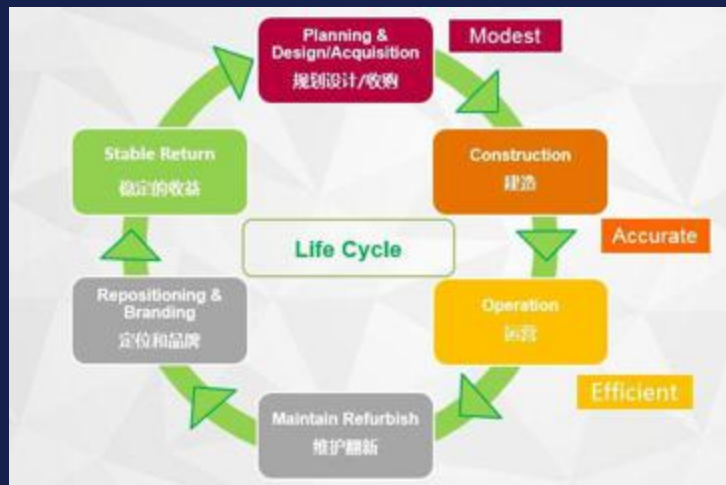 Planning &
Design/Acquisition
规划设计/收购
Modest
Construction
建造
Accurate
Operation
运营
Efficient
Maintain Refurbish
维护翻新
Repositioning &
Branding
定位和品牌
Stable Return
稳定的收益
Life Cycle